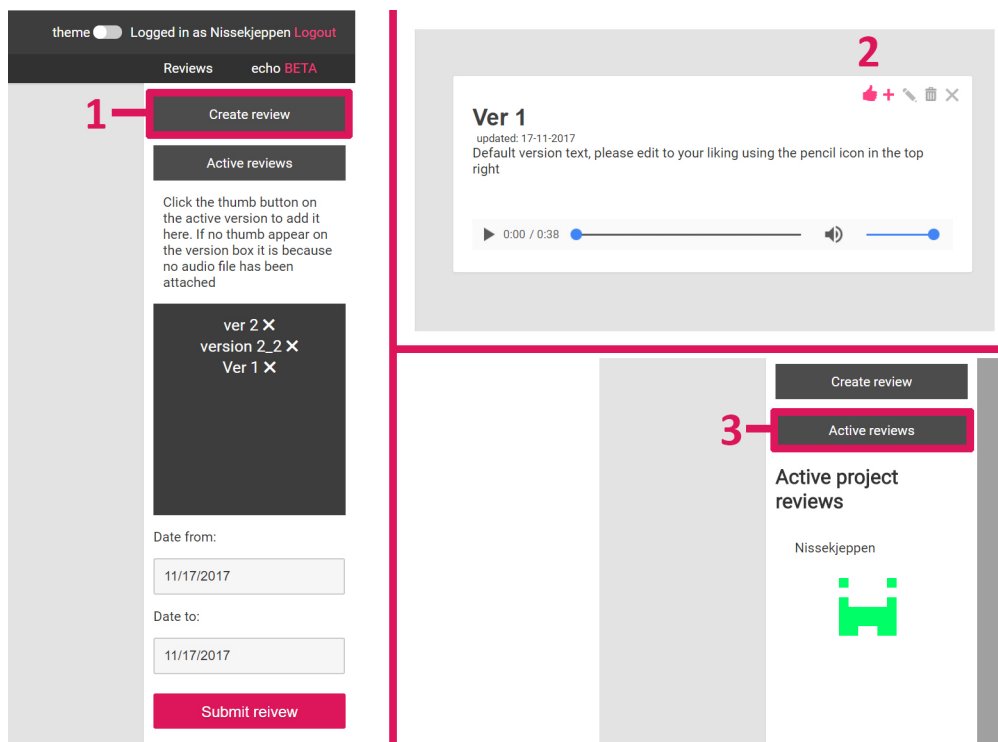 theme Logged in as Nissekjeppen Logout
Reviews echo BETA
1
Create review
Active reviews
Click the thumb button on
the active version to add it
here. If no thumb appear on
the version box it is because
no audio file has been
attached
ver 2
version 2_2
Ver 1
Date from:
11/17/2017
Date to:
11/17/2017
Submit reivew
2
Ver 1
updated: 17-11-2017
Default version text, please edit to your liking using the pencil icon in the top
right
0:00 / 0:38
Create review
3
Active reviews
Active project
reviews
Nissekjeppen